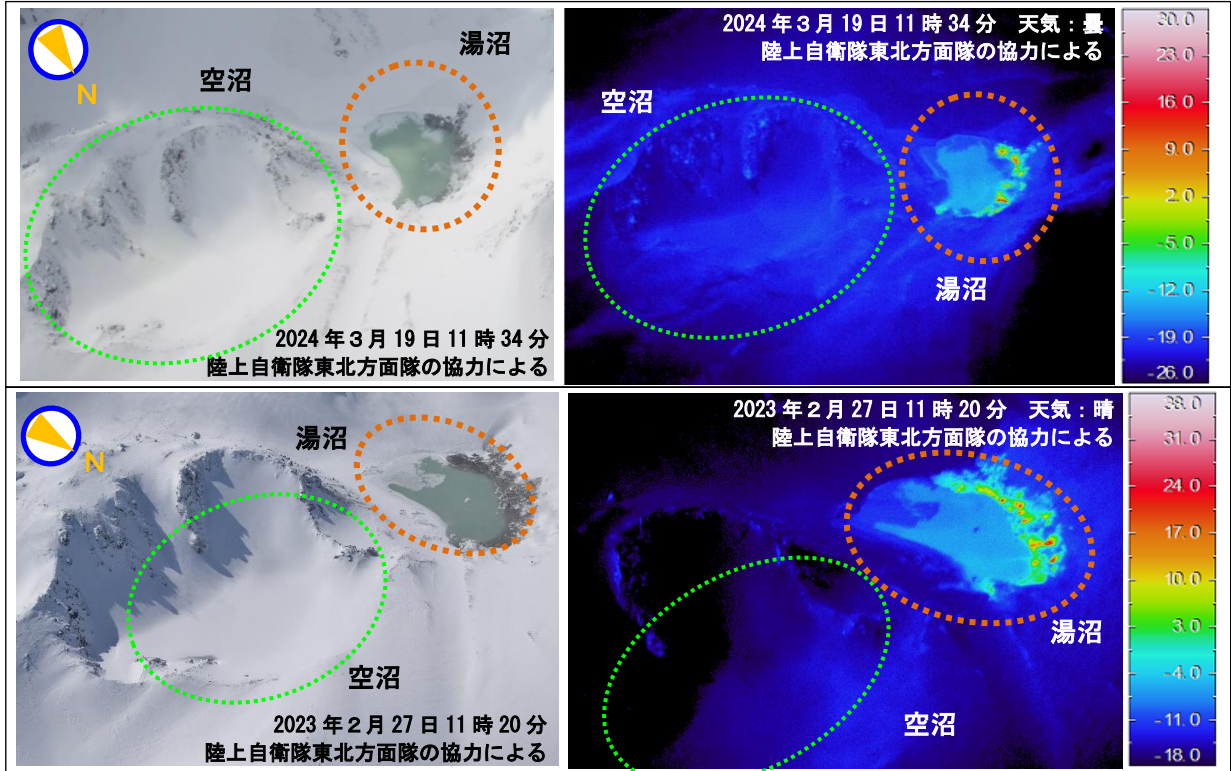 N
湯沼
空沼
2024年3月19日11時34分
陸上自衛隊東北方面隊の協力による
2024年3月19日11時34分 天気:曇
陸上自衛隊東北方面隊の協力による
空沼
湯沼
30.0
23.0
16.0
9.0
2.0
-5.0
-12.0
-19.0
-26.0
N
湯沼
空沼
2023年2月27日11時20分
陸上自衛隊東北方面隊の協力による
2023年2月27日11時20分 天気:晴
陸上自衛隊東北方面隊の協力による
湯沼
空沼
38.0
31.0
24.0
17.0
10.0
3.0
-4.0
-11.0
-18.0